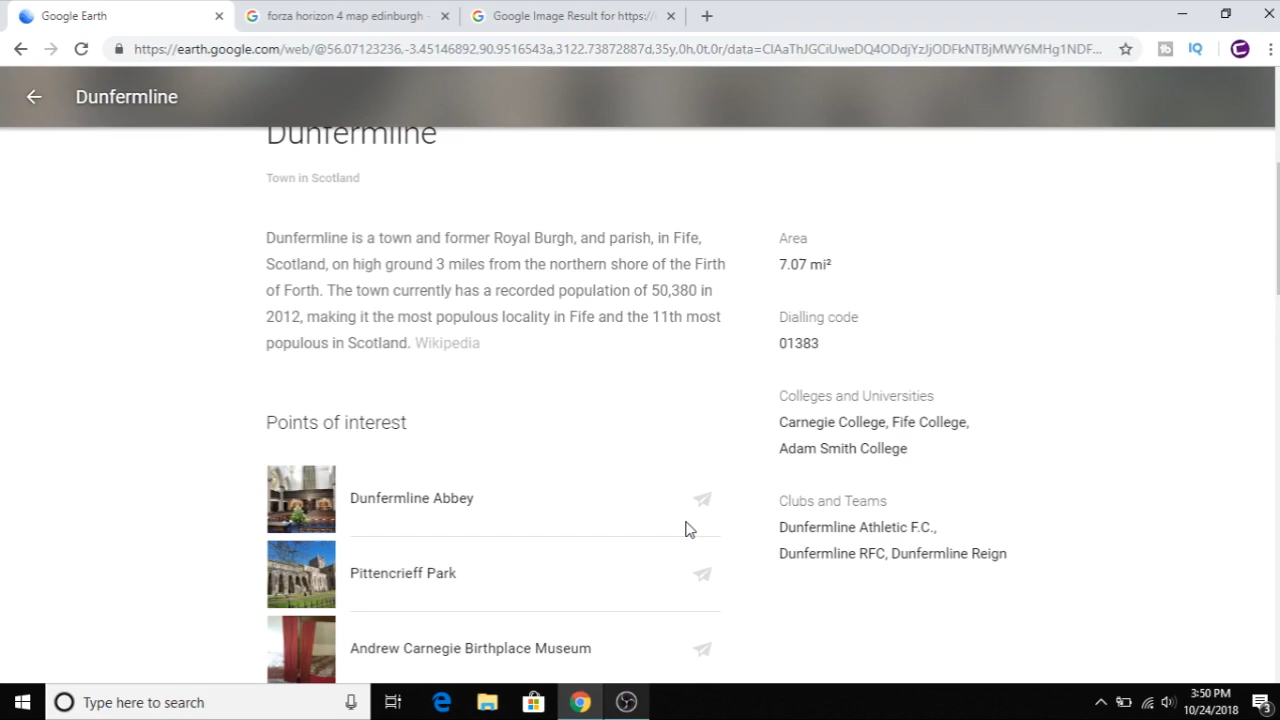 Google Earth
forza horizon 4 map edinburgh -
Google Image Result for https://
https://earth.google.com/web/@56.07123236,-3.45146892,90.9516543a,3122.73872887d,35y,0h,0t,0r/data=CIAaThJGCiUweDQ4ODdjYzJjODFkNTBjMWY6MHg1NDF...
IQ
Dunfermline
Dunfermline
Town in Scotland
Dunfermline is a town and former Royal Burgh, and parish, in Fife,
Scotland, on high ground 3 miles from the northern shore of the Firth
of Forth. The town currently has a recorded population of 50,380 in
2012, making it the most populous locality in Fife and the 11th most
populous in Scotland. Wikipedia
Points of interest
Dunfermline Abbey
Pittencrieff Park
Andrew Carnegie Birthplace Museum
Area
7.07 mi²
Dialling code
01383
Colleges and Universities
Carnegie College, Fife College,
Adam Smith College
Clubs and Teams
Dunfermline Athletic F.C.,
Dunfermline RFC, Dunfermline Reign
Type here to search
3:50 PM
10/24/2018
3